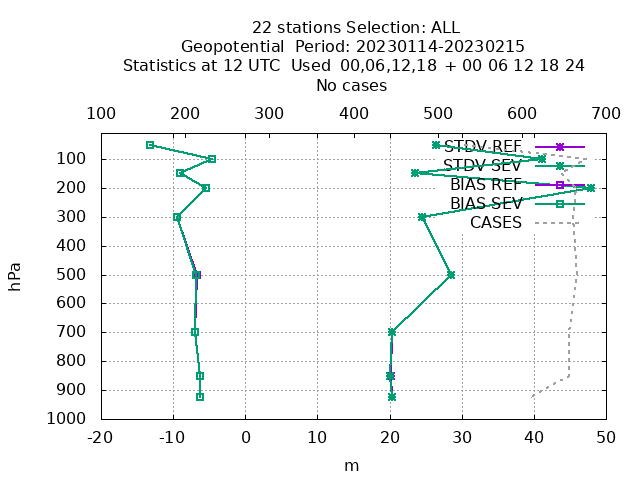 22 stations Selection: ALL
Geopotential  Period: 20230114-20230215
Statistics at 12 UTC  Used  00,06,12,18  + 00 06 12 18 24
No cases
100 200 300 400 500 600 700
STDV REF
STDV SEV
BIAS REF
BIAS SEV
CASES
100
200
300
400
500
600
700
800
900
1000
hPa
-20 -10 0 10 20 30 40 50
m